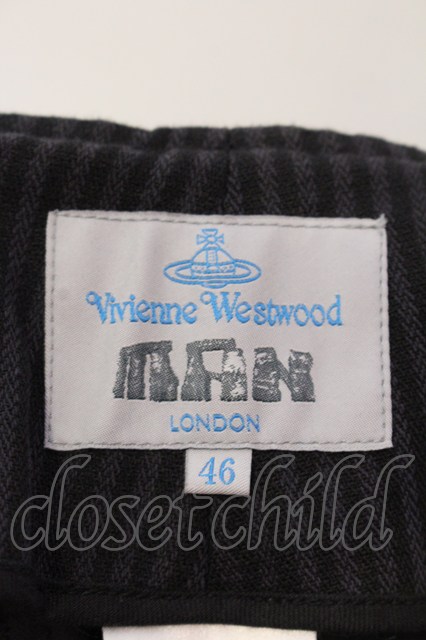 Vivienne Westwood
MAN
LONDON
46
closetchild